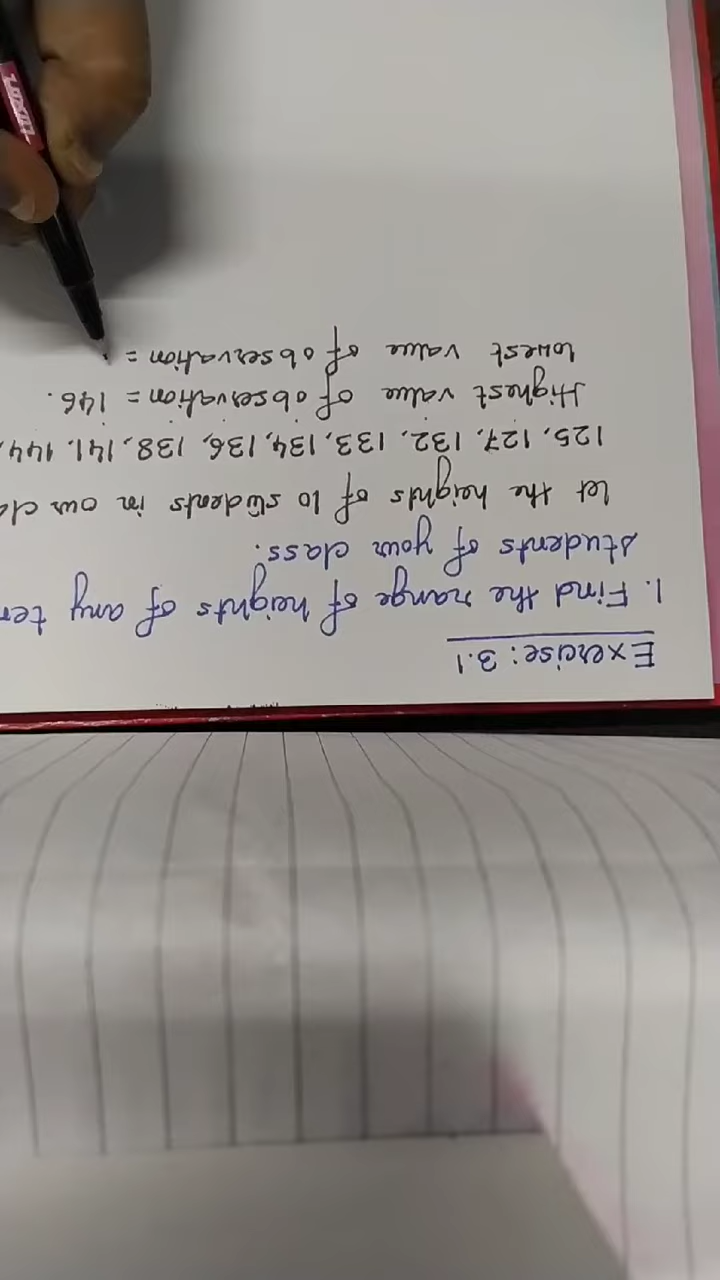 Exercise: 3.1
1. Find the range of heights of any ten
students of your class.
let the heights of 10 students in our
125, 127, 132, 133, 134, 136, 138, 141, 144,
Highest value of observation = 146.
lowest value of observation =